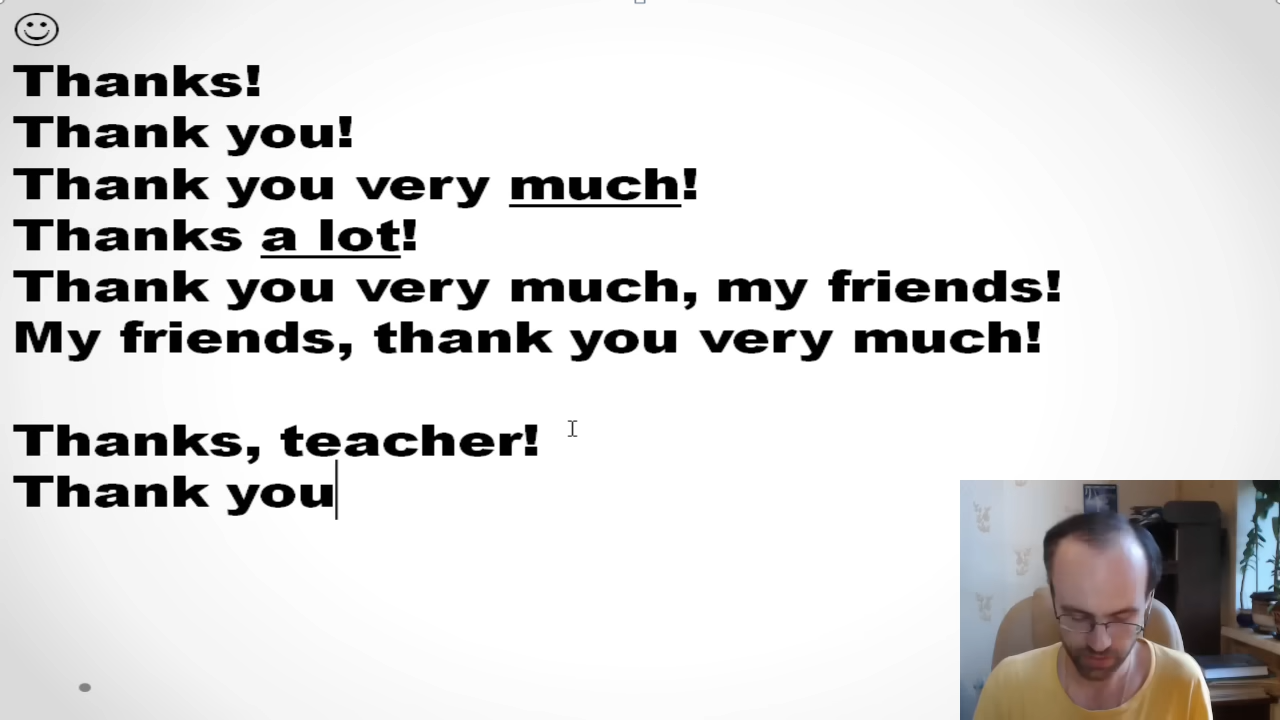 Thanks!
Thank you!
Thank you very much!
Thanks a lot!
Thank you very much, my friends!
My friends, thank you very much!
Thanks, teacher!
Thank you